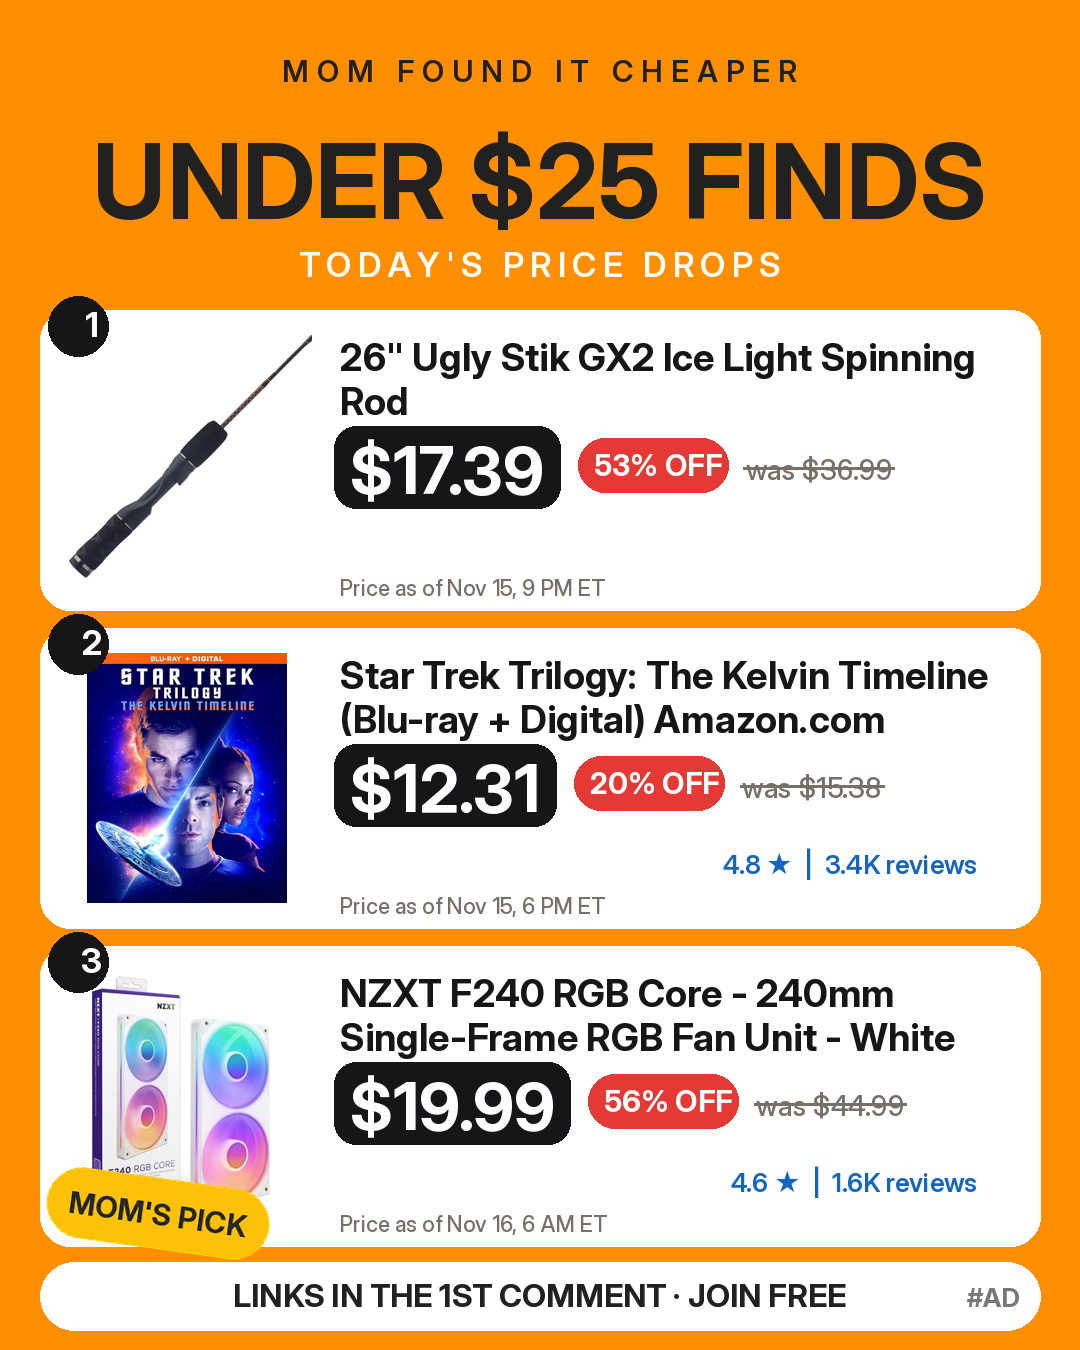 MOM FOUND IT CHEAPER
UNDER $25 FINDS
TODAY'S PRICE DROPS
1
26" Ugly Stik GX2 Ice Light Spinning
Rod
$17.39
53% OFF
was $36.99
Price as of Nov 15, 9 PM ET
2
BLU-RAY + DIGITAL
STAR TREK
TRILOGY
THE KELVIN TIMELINE
Star Trek Trilogy: The Kelvin Timeline
(Blu-ray + Digital) Amazon.com
$12.31
20% OFF
was $15.38
4.8 ★ | 3.4K reviews
Price as of Nov 15, 6 PM ET
3
NZXT
240 RGB CORE
NZXT F240 RGB Core - 240mm
Single-Frame RGB Fan Unit - White
$19.99
56% OFF
was $44.99
4.6 ★ | 1.6K reviews
MOM'S PICK
Price as of Nov 16, 6 AM ET
LINKS IN THE 1ST COMMENT · JOIN FREE
#AD